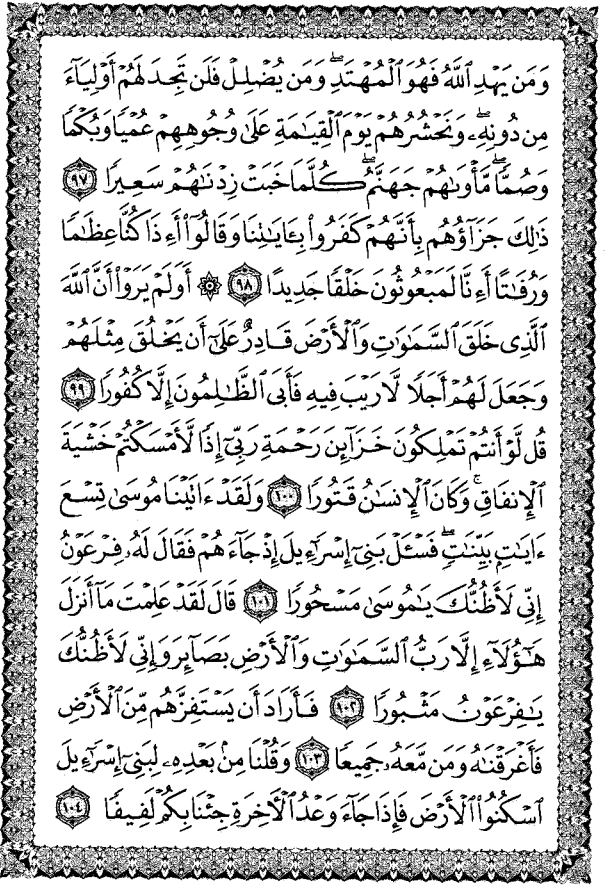 وَمَن يَهْدِ ٱللَّهُ فَهُوَ ٱلْمُهْتَدِ ۖ وَمَن يُضْلِلْ فَلَن تَجِدَ لَهُمْ أَوْلِيَآءَ
مِن دُونِهِۦ ۖ وَنَحْشُرُهُمْ يَوْمَ ٱلْقِيَٰمَةِ عَلَىٰ وُجُوهِهِمْ عُمْيًا وَبُكْمًا
وَصُمًّا ۖ مَّأْوَىٰهُمْ جَهَنَّمُ ۖ كُلَّمَا خَبَتْ زِدْنَٰهُمْ سَعِيرًا ٩٧
ذَٰلِكَ جَزَآؤُهُم بِأَنَّهُمْ كَفَرُوا۟ بِـَٔايَٰتِنَا وَقَالُوٓا۟ أَءِذَا كُنَّا عِظَٰمًا
وَرُفَٰتًا أَءِنَّا لَمَبْعُوثُونَ خَلْقًا جَدِيدًا ٩٨ ۞ أَوَلَمْ يَرَوْا۟ أَنَّ ٱللَّهَ
ٱلَّذِى خَلَقَ ٱلسَّمَٰوَٰتِ وَٱلْأَرْضَ قَادِرٌ عَلَىٰٓ أَن يَخْلُقَ مِثْلَهُمْ
وَجَعَلَ لَهُمْ أَجَلًا لَّا رَيْبَ فِيهِ فَأَبَى ٱلظَّٰلِمُونَ إِلَّا كُفُورًا ٩٩
قُل لَّوْ أَنتُمْ تَمْلِكُونَ خَزَآئِنَ رَحْمَةِ رَبِّىٓ إِذًا لَّأَمْسَكْتُمْ خَشْيَةَ
ٱلْإِنفَاقِ ۚ وَكَانَ ٱلْإِنسَٰنُ قَتُورًا ١٠٠ وَلَقَدْ ءَاتَيْنَا مُوسَىٰ تِسْعَ
ءَايَٰتٍۭ بَيِّنَٰتٍ ۖ فَسْـَٔلْ بَنِىٓ إِسْرَٰٓءِيلَ إِذْ جَآءَهُمْ فَقَالَ لَهُۥ فِرْعَوْنُ
إِنِّى لَأَظُنُّكَ يَٰمُوسَىٰ مَسْحُورًا ١٠١ قَالَ لَقَدْ عَلِمْتَ مَآ أَنزَلَ
هَٰٓؤُلَآءِ إِلَّا رَبُّ ٱلسَّمَٰوَٰتِ وَٱلْأَرْضِ بَصَآئِرَ وَإِنِّى لَأَظُنُّكَ
يَٰفِرْعَوْنُ مَثْبُورًا ١٠٢ فَأَرَادَ أَن يَسْتَفِزَّهُم مِّنَ ٱلْأَرْضِ
فَأَغْرَقْنَٰهُ وَمَن مَّعَهُۥ جَمِيعًا ١٠٣ وَقُلْنَا مِنۢ بَعْدِهِۦ لِبَنِىٓ إِسْرَٰٓءِيلَ
ٱسْكُنُوا۟ ٱلْأَرْضَ فَإِذَا جَآءَ وَعْدُ ٱلْـَٔاخِرَةِ جِئْنَا بِكُمْ لَفِيفًا ١٠٤